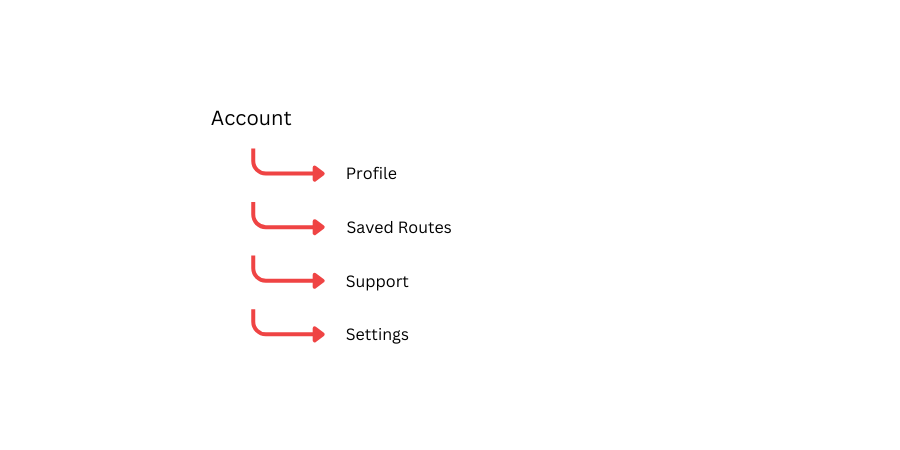 Account
Profile
Saved Routes
Support
Settings